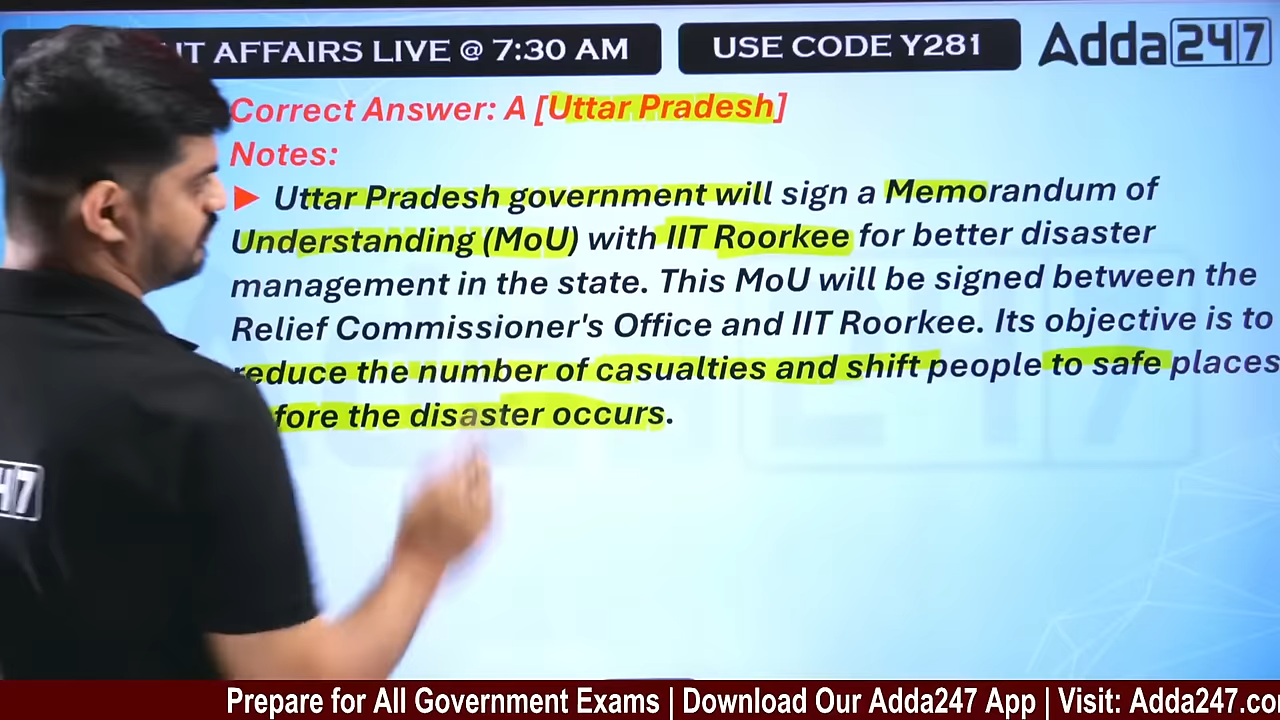 NT AFFAIRS LIVE @ 7:30 AM
USE CODE Y281
Adda247
Correct Answer: A [Uttar Pradesh]
Notes:
► Uttar Pradesh government will sign a Memorandum of
Understanding (MoU) with IIT Roorkee for better disaster
management in the state. This MoU will be signed between the
Relief Commissioner's Office and IIT Roorkee. Its objective is to
reduce the number of casualties and shift people to safe places
fore the disaster occurs.
47
Prepare for All Government Exams | Download Our Adda247 App | Visit: Adda247.co